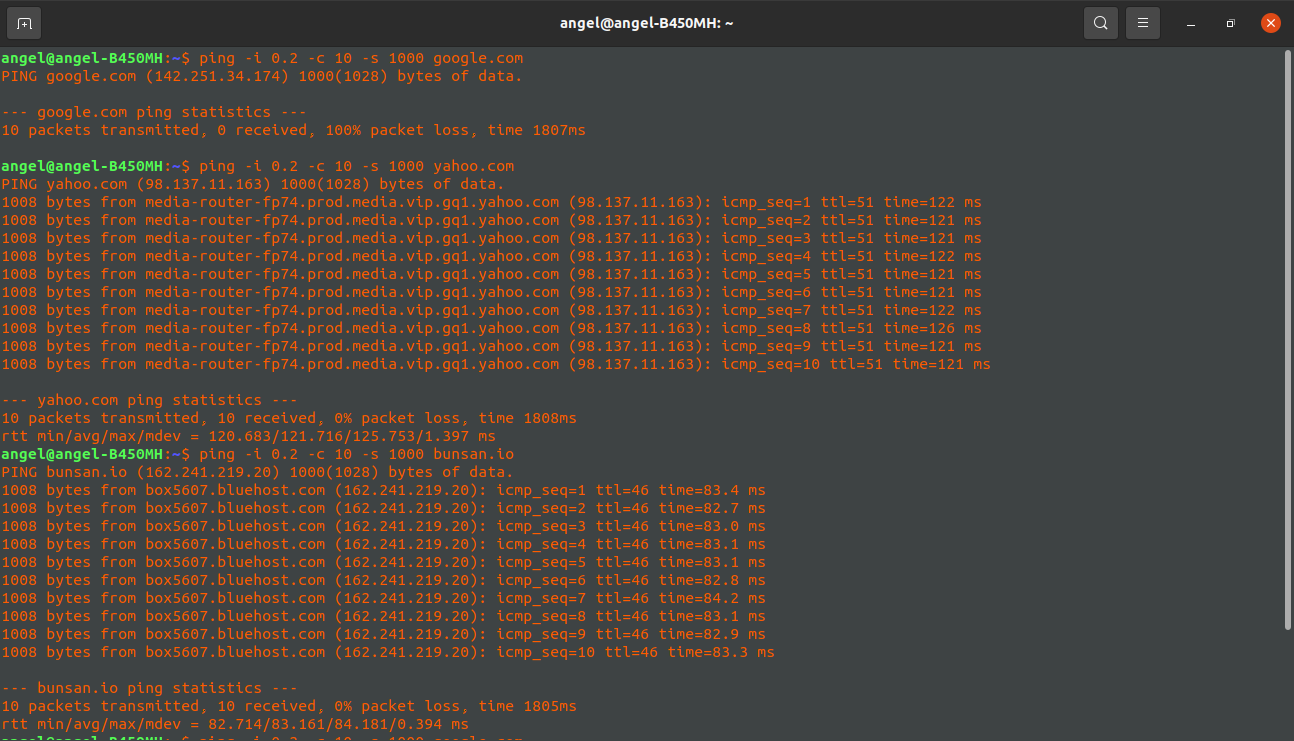 angel@angel-B450MH: ~
angel@angel-B450MH:~$ ping -i 0.2 -c 10 -s 1000 google.com
PING google.com (142.251.34.174) 1000(1028) bytes of data.

--- google.com ping statistics ---
10 packets transmitted, 0 received, 100% packet loss, time 1807ms

angel@angel-B450MH:~$ ping -i 0.2 -c 10 -s 1000 yahoo.com
PING yahoo.com (98.137.11.163) 1000(1028) bytes of data.
1008 bytes from media-router-fp74.prod.media.vip.gq1.yahoo.com (98.137.11.163): icmp_seq=1 ttl=51 time=122 ms
1008 bytes from media-router-fp74.prod.media.vip.gq1.yahoo.com (98.137.11.163): icmp_seq=2 ttl=51 time=121 ms
1008 bytes from media-router-fp74.prod.media.vip.gq1.yahoo.com (98.137.11.163): icmp_seq=3 ttl=51 time=121 ms
1008 bytes from media-router-fp74.prod.media.vip.gq1.yahoo.com (98.137.11.163): icmp_seq=4 ttl=51 time=122 ms
1008 bytes from media-router-fp74.prod.media.vip.gq1.yahoo.com (98.137.11.163): icmp_seq=5 ttl=51 time=121 ms
1008 bytes from media-router-fp74.prod.media.vip.gq1.yahoo.com (98.137.11.163): icmp_seq=6 ttl=51 time=121 ms
1008 bytes from media-router-fp74.prod.media.vip.gq1.yahoo.com (98.137.11.163): icmp_seq=7 ttl=51 time=122 ms
1008 bytes from media-router-fp74.prod.media.vip.gq1.yahoo.com (98.137.11.163): icmp_seq=8 ttl=51 time=126 ms
1008 bytes from media-router-fp74.prod.media.vip.gq1.yahoo.com (98.137.11.163): icmp_seq=9 ttl=51 time=121 ms
1008 bytes from media-router-fp74.prod.media.vip.gq1.yahoo.com (98.137.11.163): icmp_seq=10 ttl=51 time=121 ms

--- yahoo.com ping statistics ---
10 packets transmitted, 10 received, 0% packet loss, time 1808ms
rtt min/avg/max/mdev = 120.683/121.716/125.753/1.397 ms
angel@angel-B450MH:~$ ping -i 0.2 -c 10 -s 1000 bunsan.io
PING bunsan.io (162.241.219.20) 1000(1028) bytes of data.
1008 bytes from box5607.bluehost.com (162.241.219.20): icmp_seq=1 ttl=46 time=83.4 ms
1008 bytes from box5607.bluehost.com (162.241.219.20): icmp_seq=2 ttl=46 time=82.7 ms
1008 bytes from box5607.bluehost.com (162.241.219.20): icmp_seq=3 ttl=46 time=83.0 ms
1008 bytes from box5607.bluehost.com (162.241.219.20): icmp_seq=4 ttl=46 time=83.1 ms
1008 bytes from box5607.bluehost.com (162.241.219.20): icmp_seq=5 ttl=46 time=83.1 ms
1008 bytes from box5607.bluehost.com (162.241.219.20): icmp_seq=6 ttl=46 time=82.8 ms
1008 bytes from box5607.bluehost.com (162.241.219.20): icmp_seq=7 ttl=46 time=84.2 ms
1008 bytes from box5607.bluehost.com (162.241.219.20): icmp_seq=8 ttl=46 time=83.1 ms
1008 bytes from box5607.bluehost.com (162.241.219.20): icmp_seq=9 ttl=46 time=82.9 ms
1008 bytes from box5607.bluehost.com (162.241.219.20): icmp_seq=10 ttl=46 time=83.3 ms

--- bunsan.io ping statistics ---
10 packets transmitted, 10 received, 0% packet loss, time 1805ms
rtt min/avg/max/mdev = 82.714/83.161/84.181/0.394 ms
angel@angel-B450MH:~$ ping -i 0.2 -c 10 -s 1000 google.com